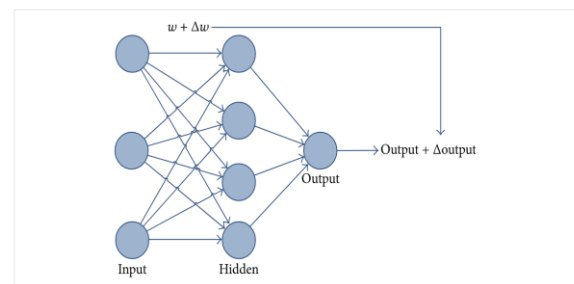 w + Δw
Output + Δoutput
Output
Input
Hidden